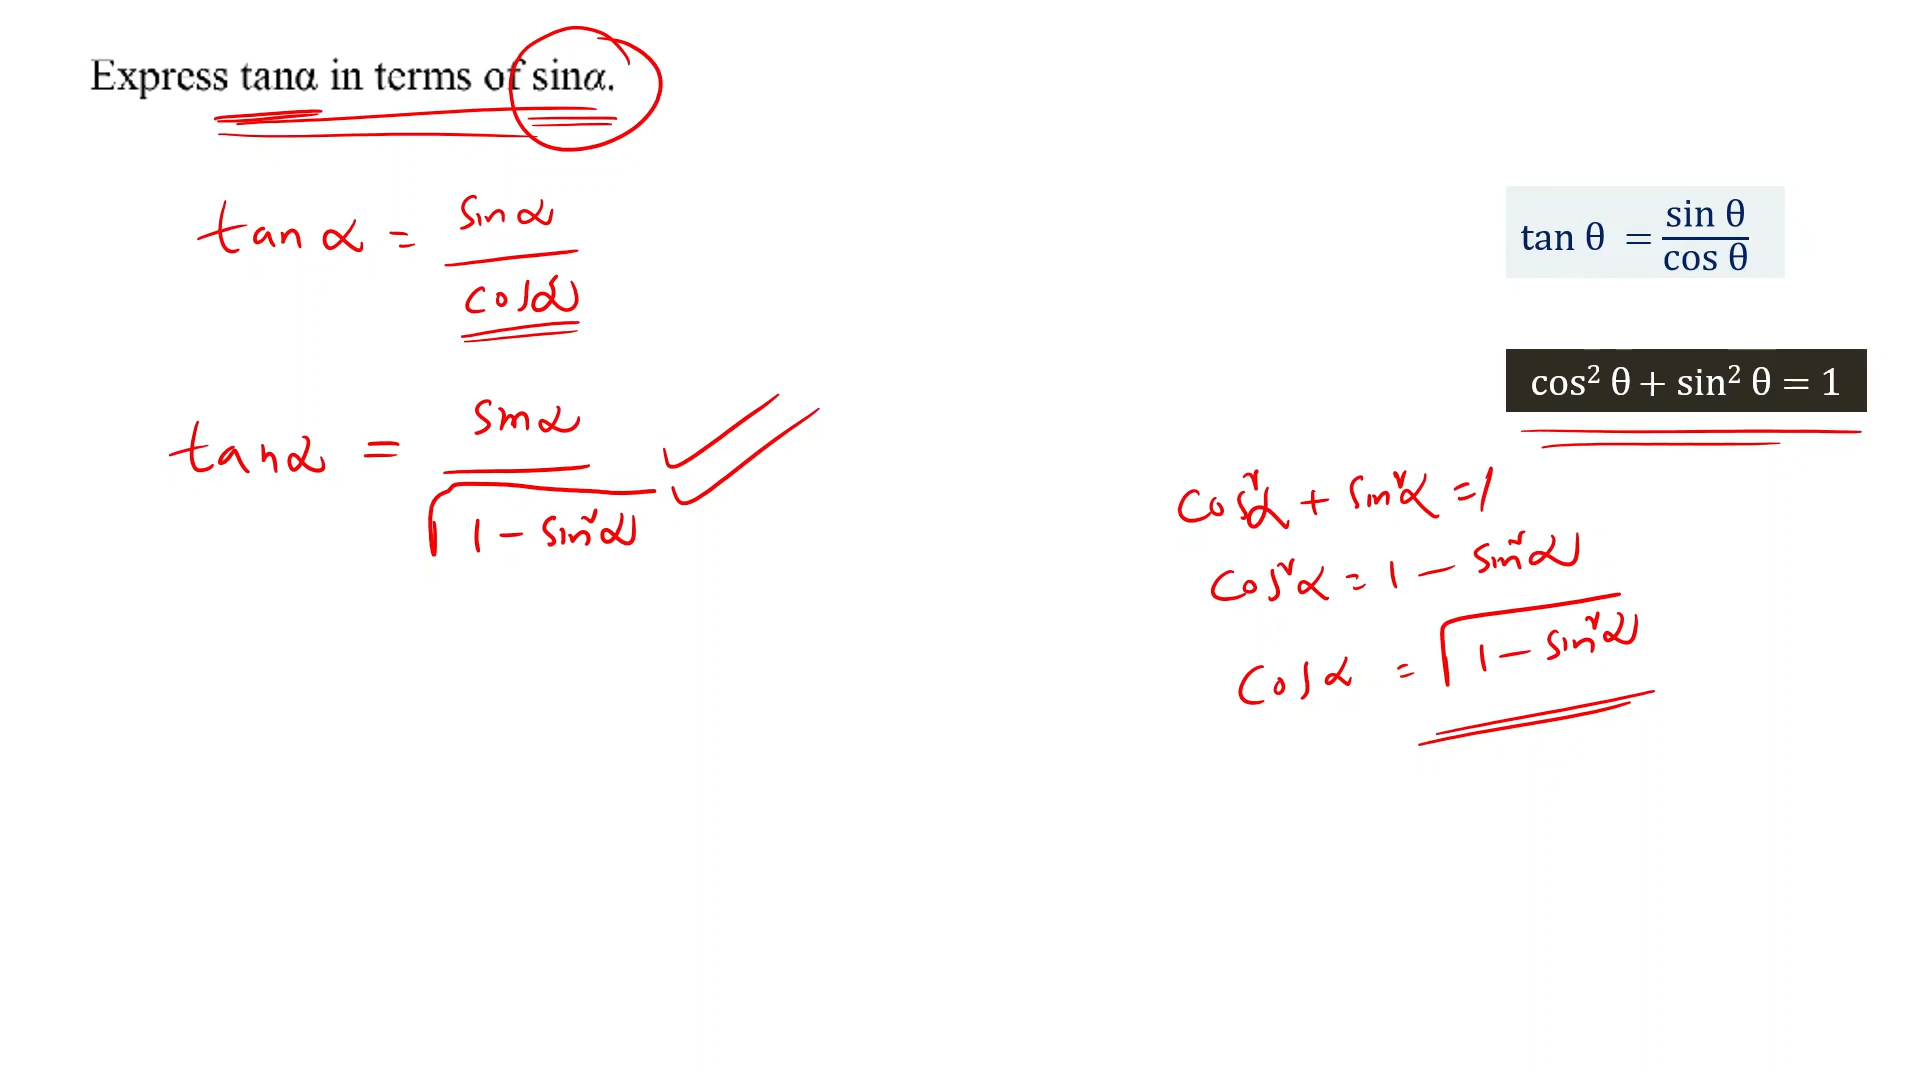 Express tanα in terms of sinα.
tan α = sin α / cos α
tan α = sin α / √(1 - sin²α)
tan θ = sin θ / cos θ
cos² θ + sin² θ = 1
cos²α + sin²α = 1
cos²α = 1 - sin²α
cos α = √(1 - sin²α)